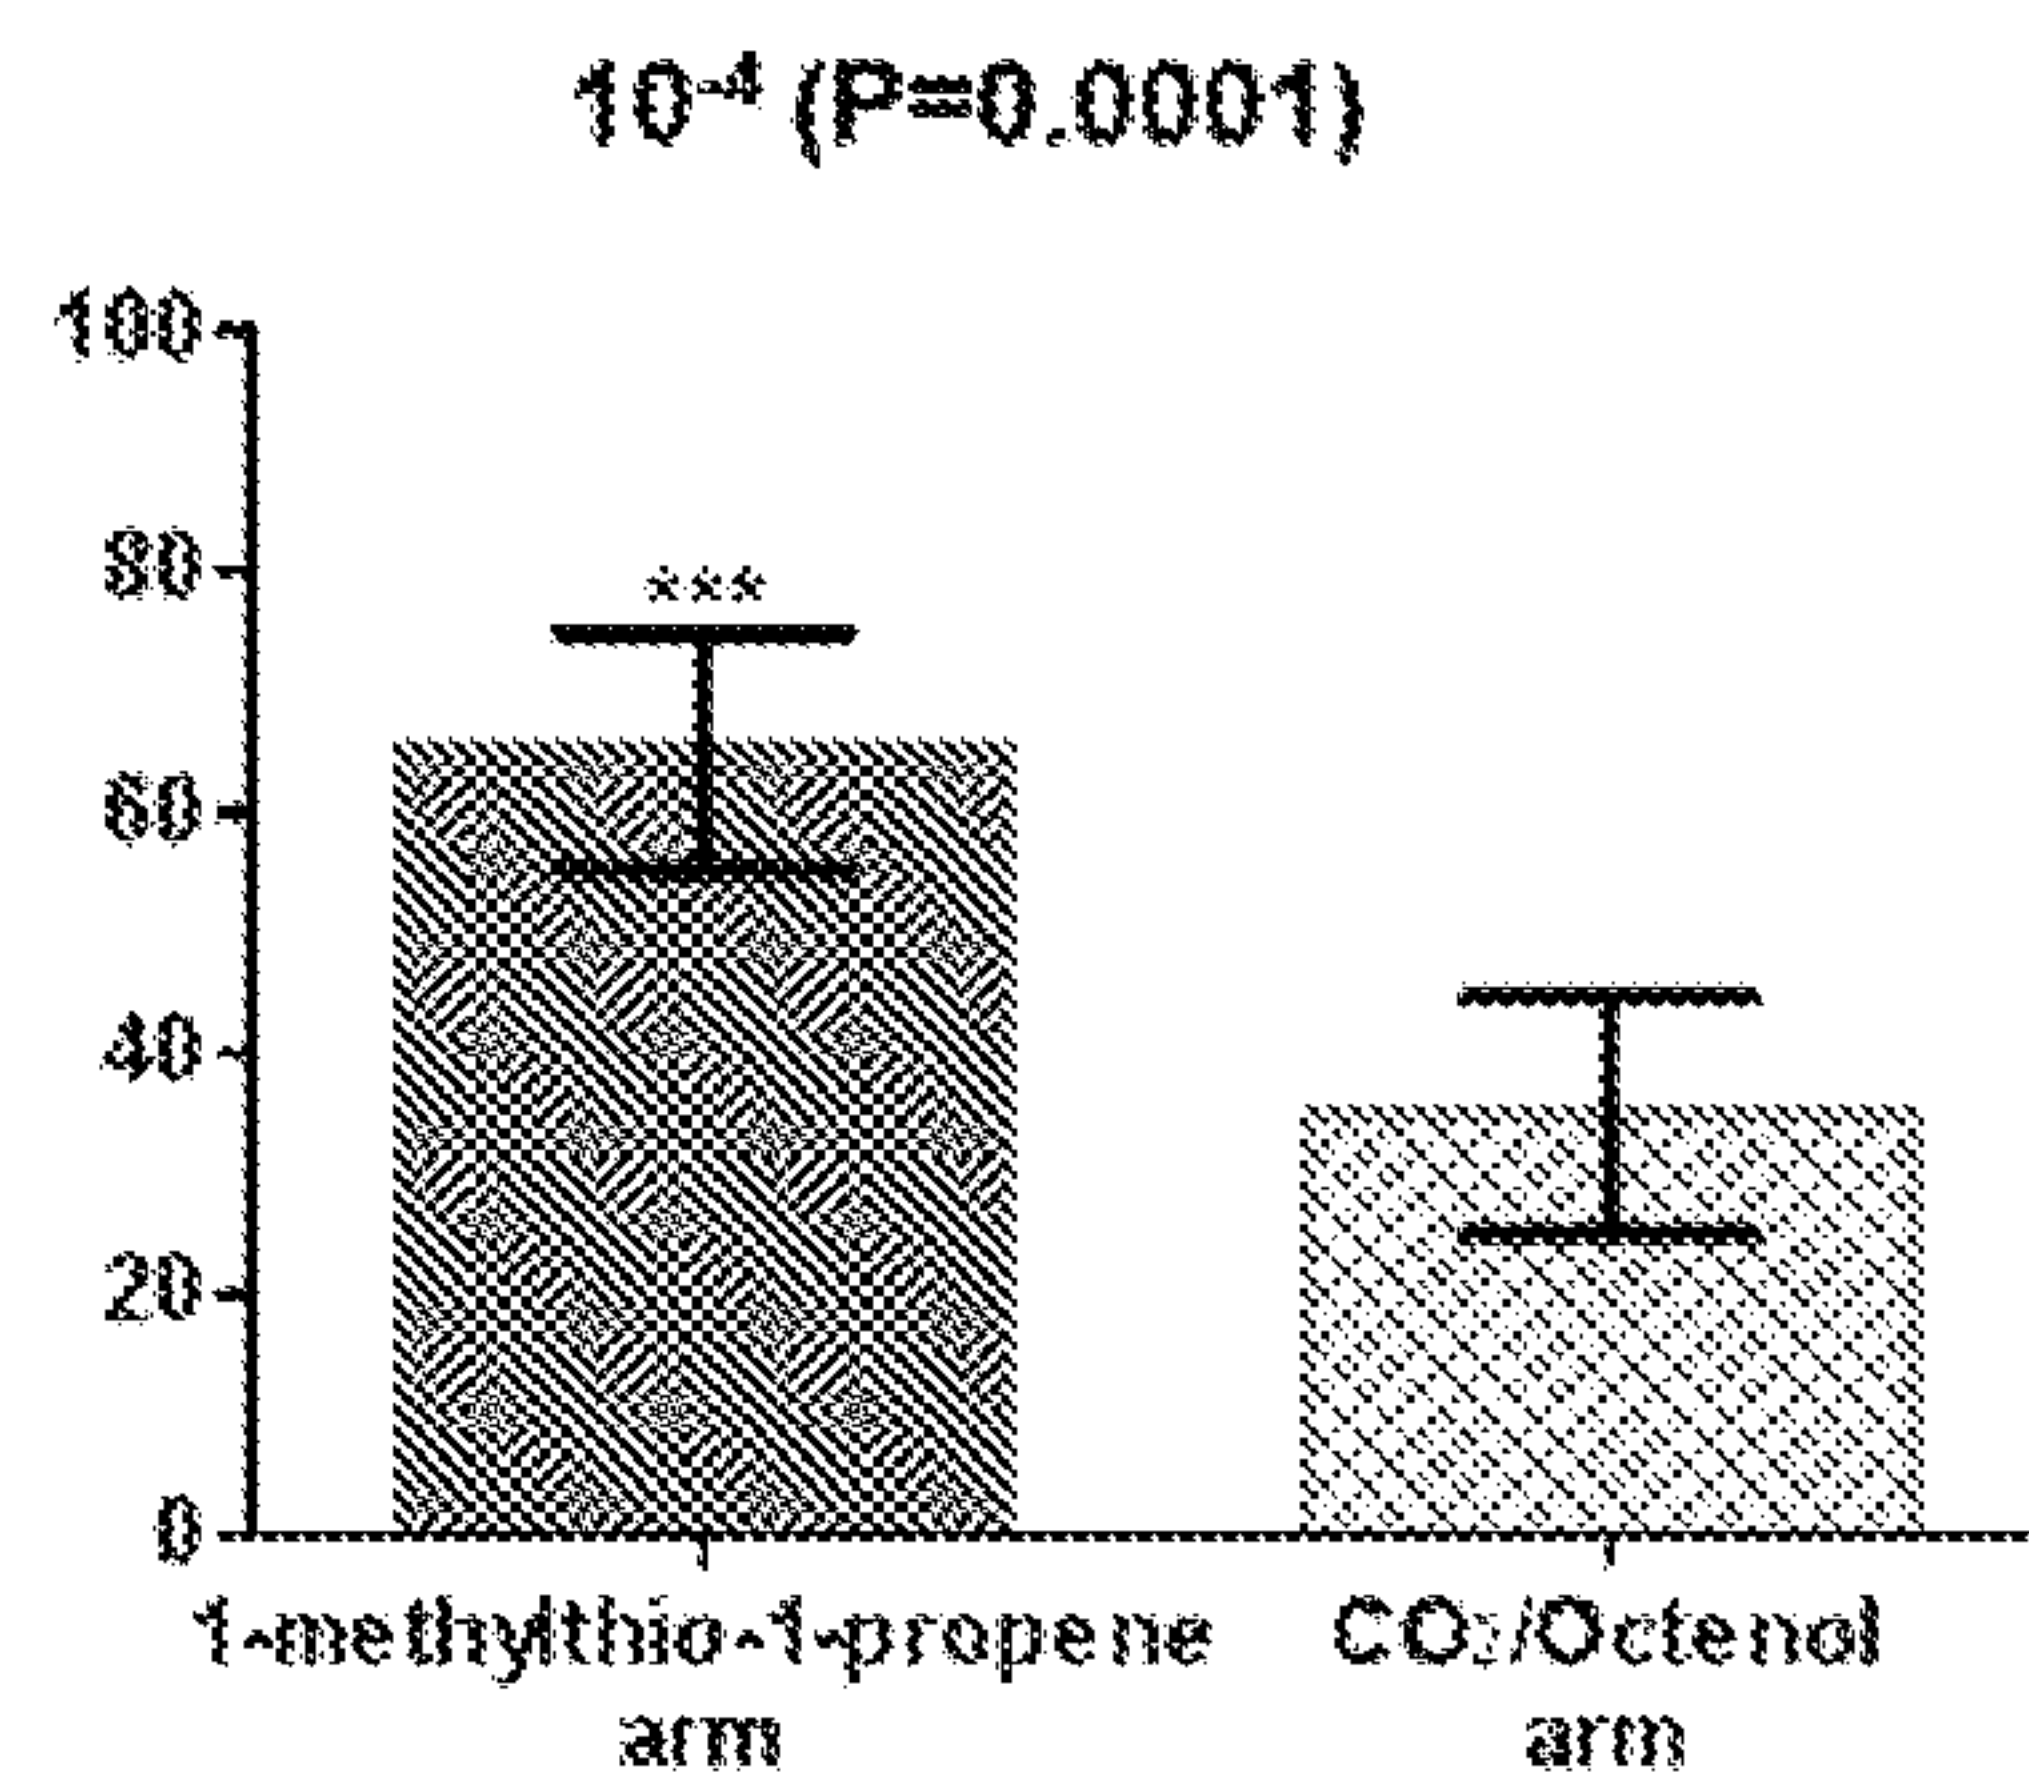 10⁻⁴ (P=0.0001)
100
80
***
60
40
20
0
1-methylthio-1-propene arm
CO₂/Octenol arm